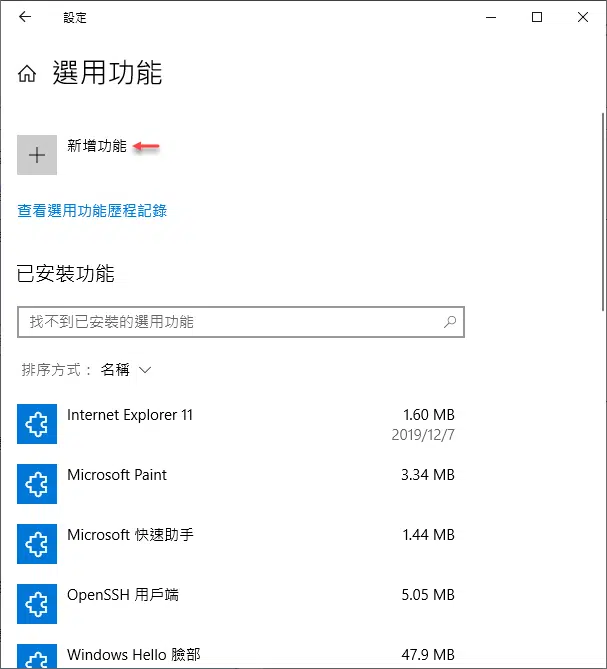 設定
選用功能
新增功能
查看選用功能歷程記錄
已安裝功能
找不到已安裝的選用功能
排序方式： 名稱
Internet Explorer 11 1.60 MB
2019/12/7
Microsoft Paint 3.34 MB
Microsoft 快速助手 1.44 MB
OpenSSH 用戶端 5.05 MB
Windows Hello 臉部 47.9 MB